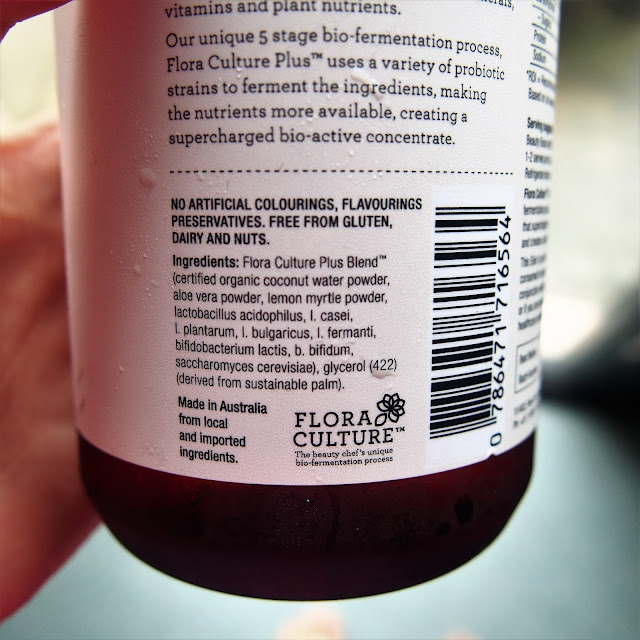 vitamins and plant nutrients.
Our unique 5 stage bio-fermentation process,
Flora Culture Plus™ uses a variety of probiotic
strains to ferment the ingredients, making
the nutrients more available, creating a
supercharged bio-active concentrate.
NO ARTIFICIAL COLOURINGS, FLAVOURINGS
PRESERVATIVES. FREE FROM GLUTEN,
DAIRY AND NUTS.
Ingredients: Flora Culture Plus Blend™
(certified organic coconut water powder,
aloe vera powder, lemon myrtle powder,
lactobacillus acidophilus, l. casei,
l. plantarum, l. bulgaricus, l. fermanti,
bifidobacterium lactis, b. bifidum,
saccharomyces cerevisiae), glycerol (422)
(derived from sustainable palm).
Made in Australia
from local
and imported
ingredients.
FLORA
CULTURE™
The beauty chef's unique
bio-fermentation process
0 786471 716564
- Sugar
Protein
Sodium